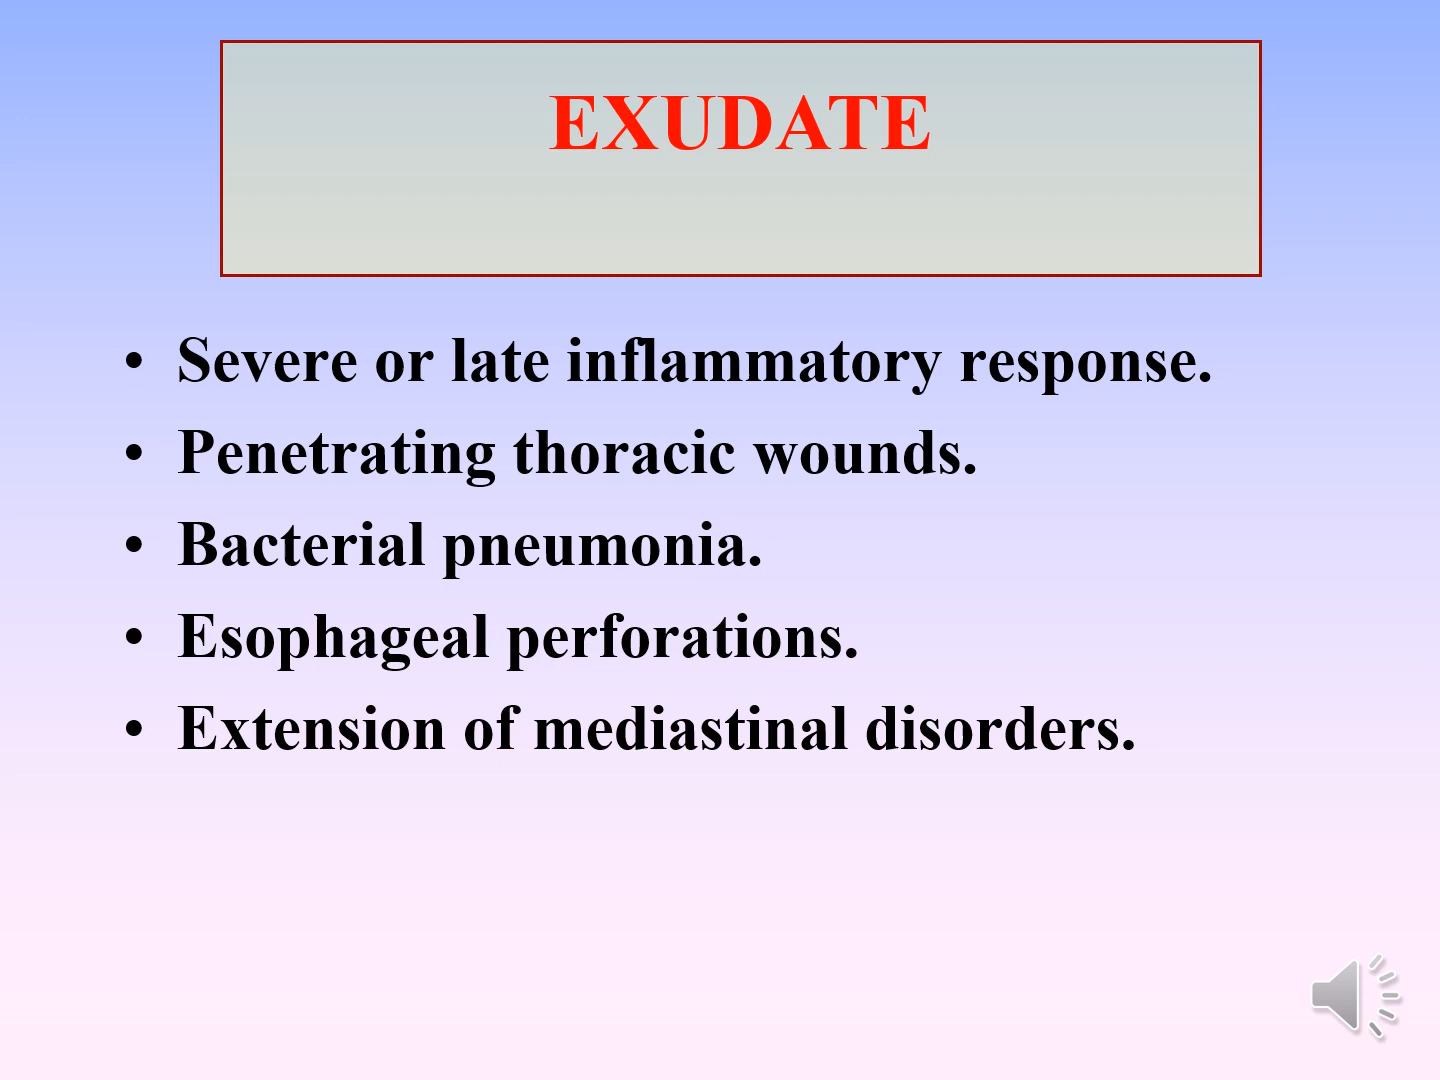 EXUDATE
• Severe or late inflammatory response.
• Penetrating thoracic wounds.
• Bacterial pneumonia.
• Esophageal perforations.
• Extension of mediastinal disorders.